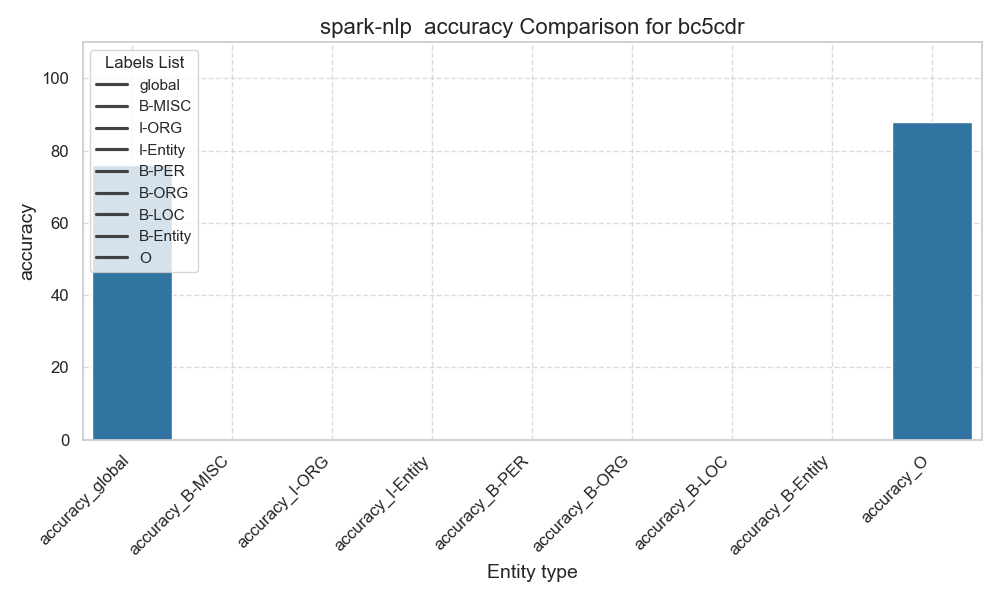 spark-nlp  accuracy Comparison for bc5cdr
Labels List
global
B-MISC
I-ORG
I-Entity
B-PER
B-ORG
B-LOC
B-Entity
O
accuracy
100
80
60
40
20
0
accuracy_global
accuracy_B-MISC
accuracy_I-ORG
accuracy_I-Entity
accuracy_B-PER
accuracy_B-ORG
accuracy_B-LOC
accuracy_B-Entity
accuracy_O
Entity type